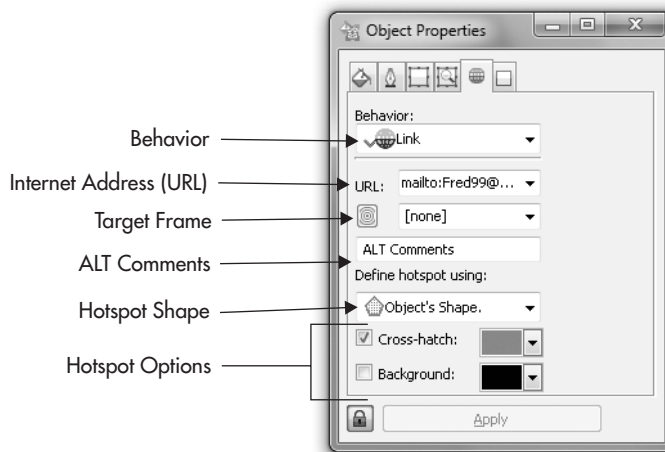 Object Properties
Behavior:
Behavior
Link
Internet Address (URL)
URL:
mailto:Fred99@...
Target Frame
[none]
ALT Comments
ALT Comments
Define hotspot using:
Hotspot Shape
Object's Shape.
Hotspot Options
Cross-hatch:
Background:
Apply